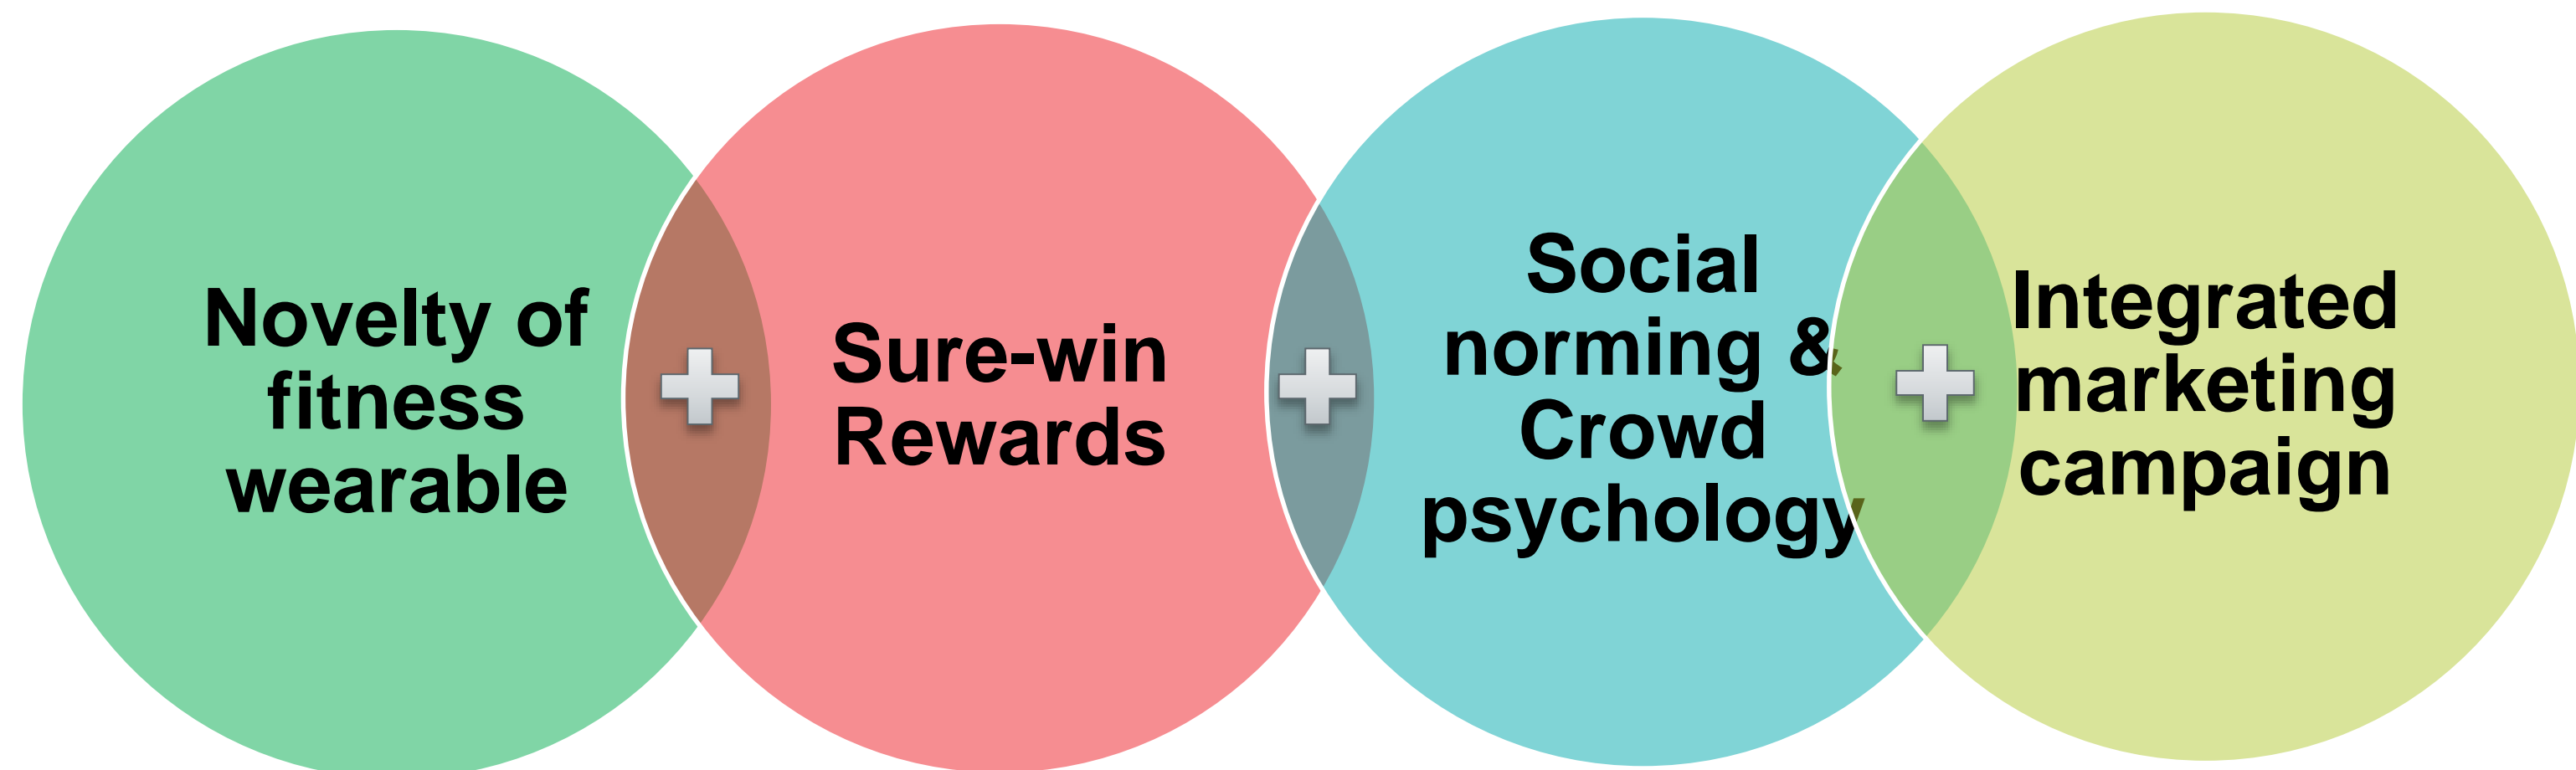 Novelty of
fitness
wearable
Sure-win
Rewards
Social
norming &
Crowd
psychology
Integrated
marketing
campaign